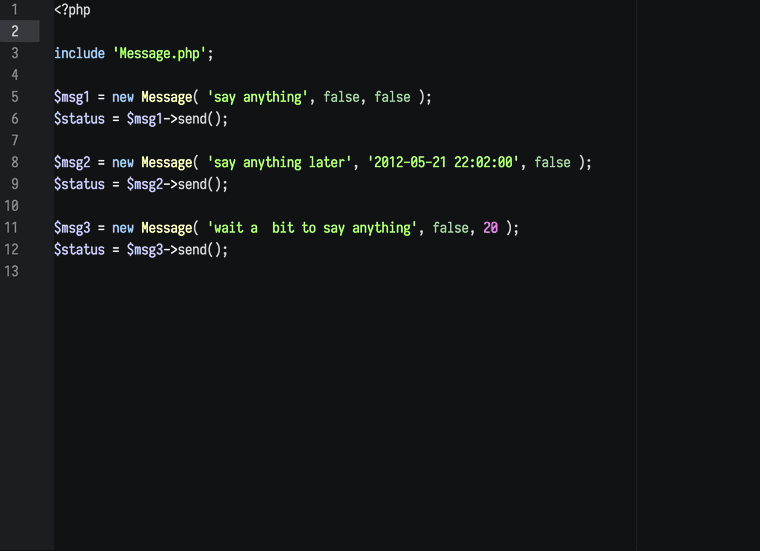 1 <?php
2
3 include 'Message.php';
4
5 $msg1 = new Message( 'say anything', false, false );
6 $status = $msg1->send();
7
8 $msg2 = new Message( 'say anything later', '2012-05-21 22:02:00', false );
9 $status = $msg2->send();
10
11 $msg3 = new Message( 'wait a  bit to say anything', false, 20 );
12 $status = $msg3->send();
13